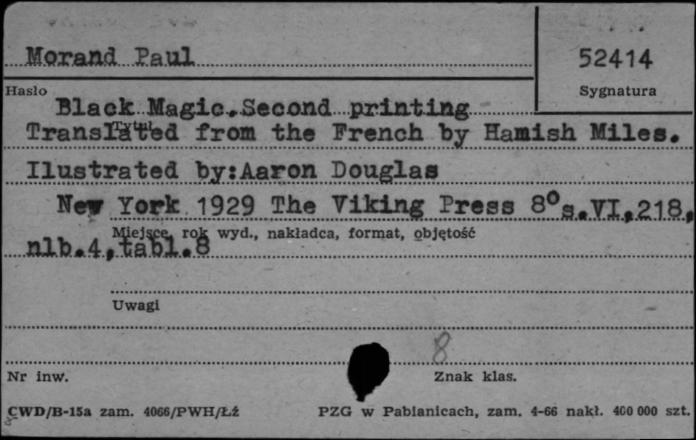 Morand Paul
52414
Hasło
Sygnatura
Black Magic.Second printing
Tytuł
Translated from the French by Hamish Miles.
Ilustrated by:Aaron Douglas
New York 1929 The Viking Press 8°s.VI,218,
Miejsce, rok wyd., nakładca, format, objętość
nlb.4,tabl.8
Uwagi
8
Nr inw.
Znak klas.
CWD/B-15a zam. 4066/PWH/Łź
PZG w Pabianicach, zam. 4-66 nakł. 400 000 szt.